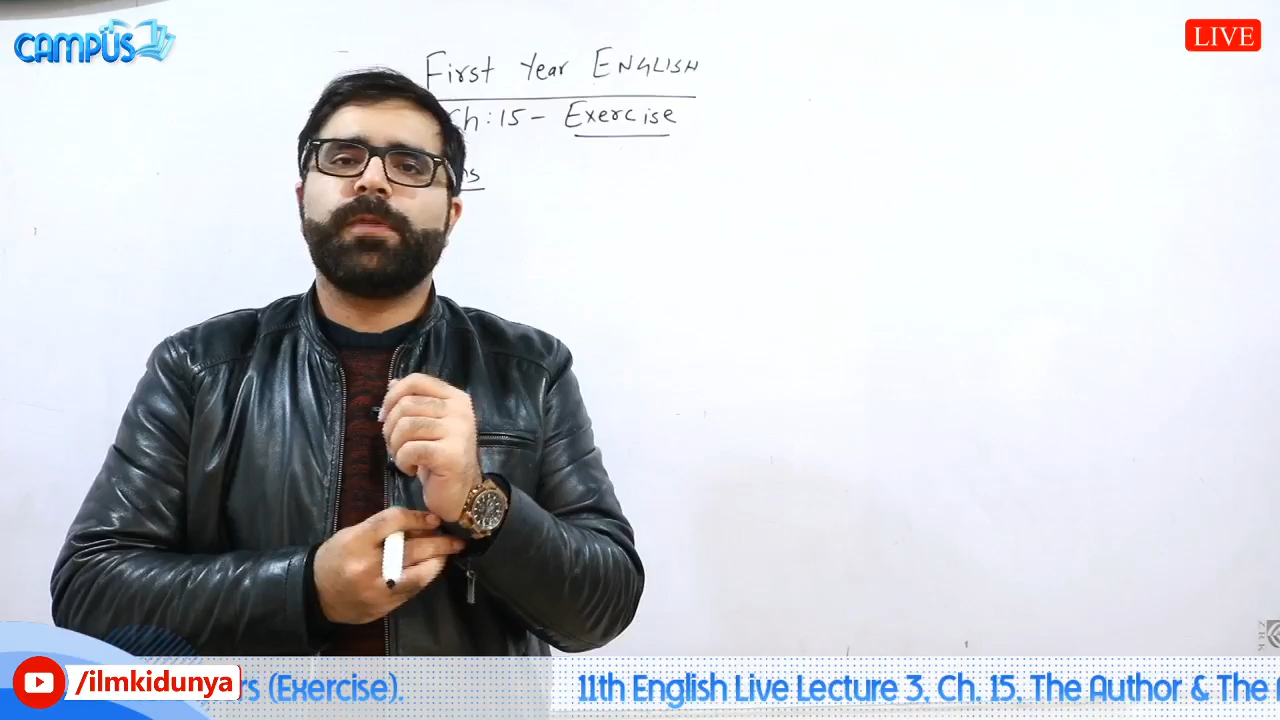 CAMPUS
LIVE
First Year ENGLISH
Ch:15- Exercise
/ilmkidunya
rs (Exercise).
11th English Live Lecture 3, Ch. 15, The Author & The